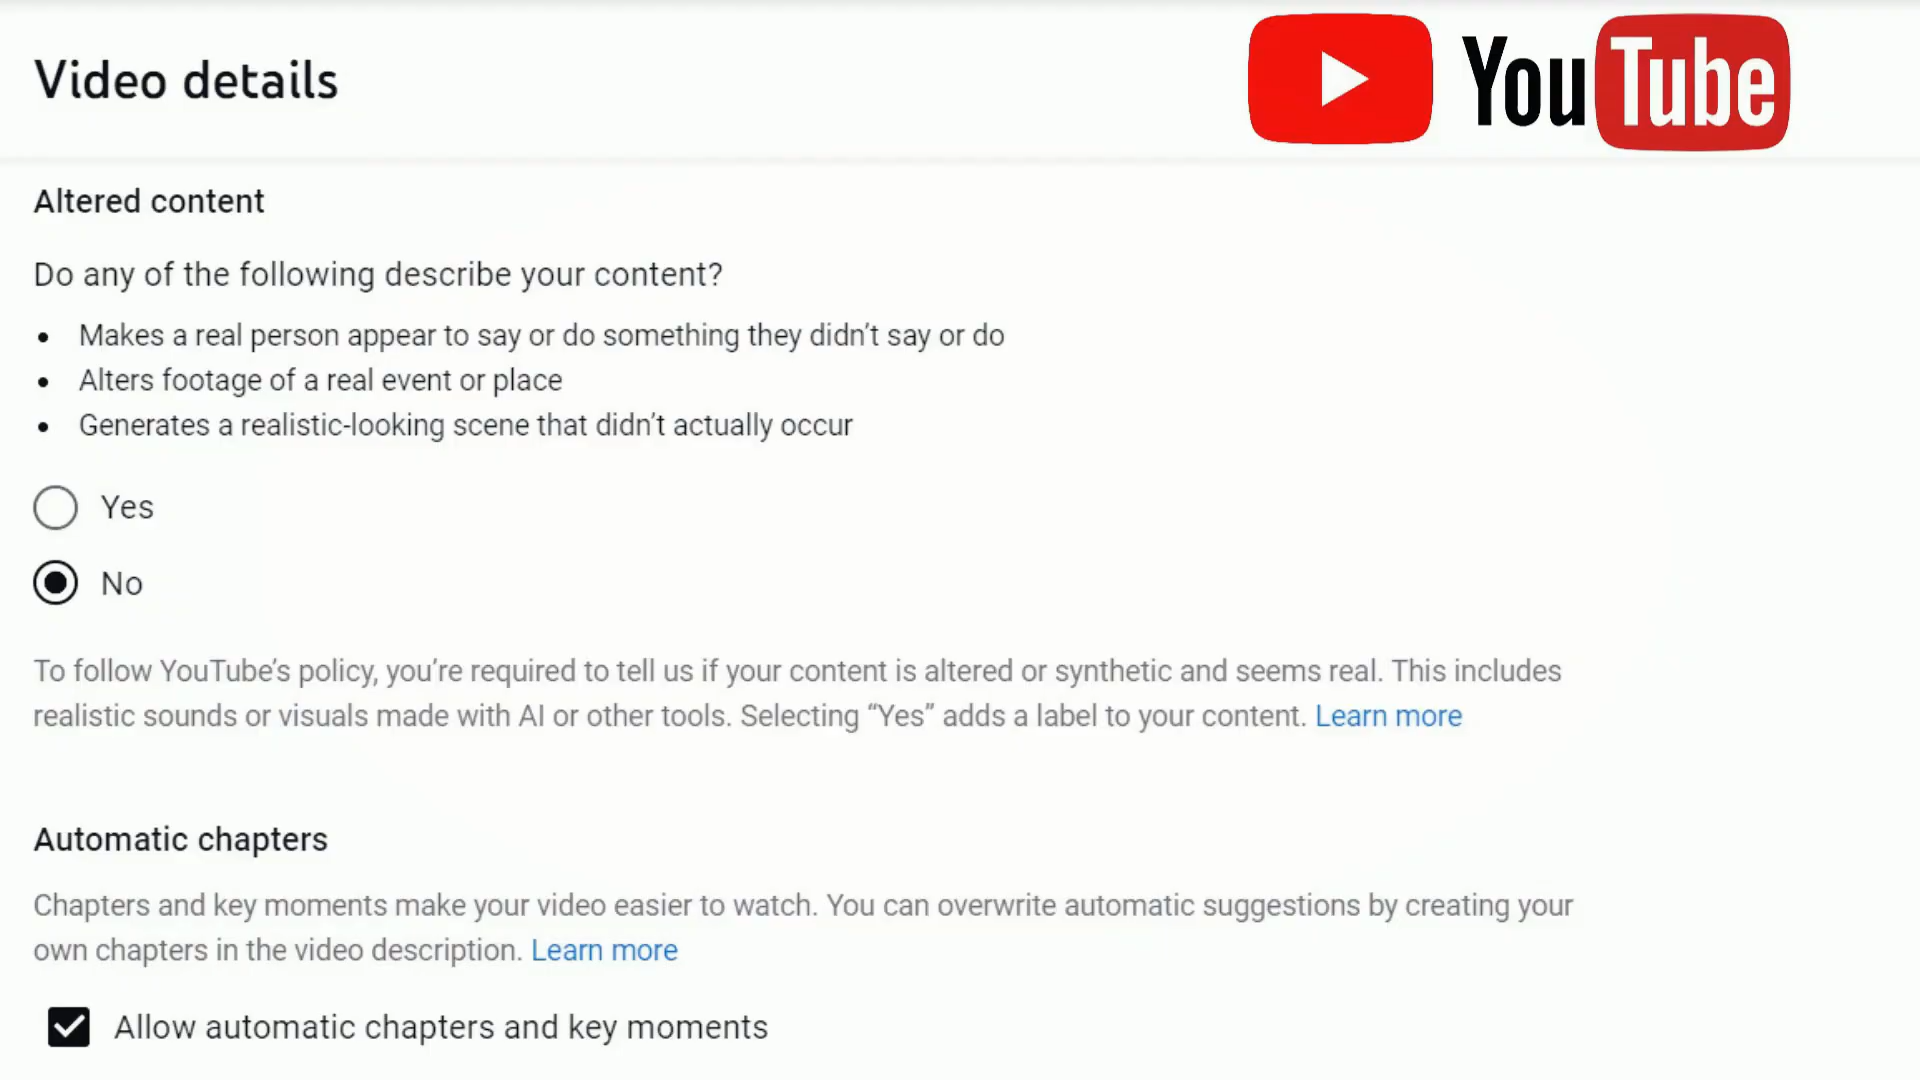 Video details
YouTube
Altered content
Do any of the following describe your content?
• Makes a real person appear to say or do something they didn’t say or do
• Alters footage of a real event or place
• Generates a realistic-looking scene that didn’t actually occur
Yes
No
To follow YouTube’s policy, you’re required to tell us if your content is altered or synthetic and seems real. This includes
realistic sounds or visuals made with AI or other tools. Selecting “Yes” adds a label to your content. Learn more
Automatic chapters
Chapters and key moments make your video easier to watch. You can overwrite automatic suggestions by creating your
own chapters in the video description. Learn more
Allow automatic chapters and key moments